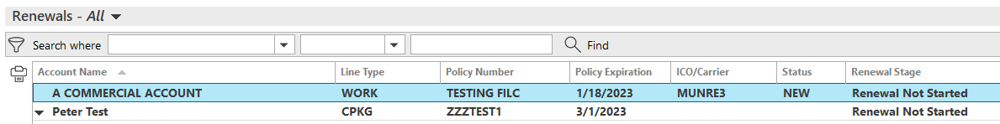 Renewals - All
Search where Find
Account Name Line Type Policy Number Policy Expiration ICO/Carrier Status Renewal Stage
A COMMERCIAL ACCOUNT WORK TESTING FILC 1/18/2023 MUNRE3 NEW Renewal Not Started
Peter Test CPKG ZZZTEST1 3/1/2023 Renewal Not Started